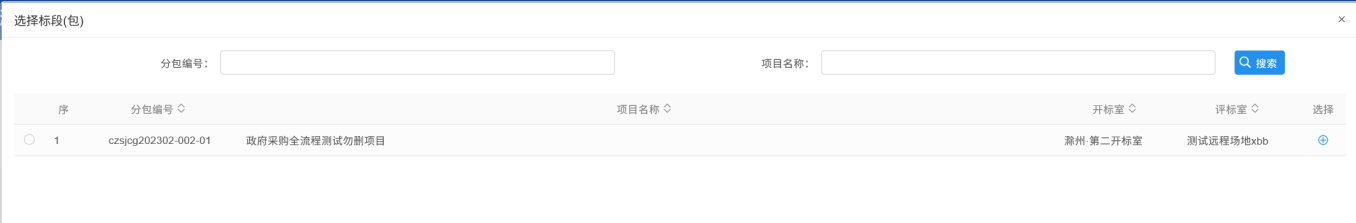 选择标段(包)
分包编号： 项目名称： 搜索
序 分包编号 项目名称 开标室 评标室 选择
1 czsjcg202302-002-01 政府采购全流程测试勿删项目 滁州·第二开标室 测试远程场地xbb